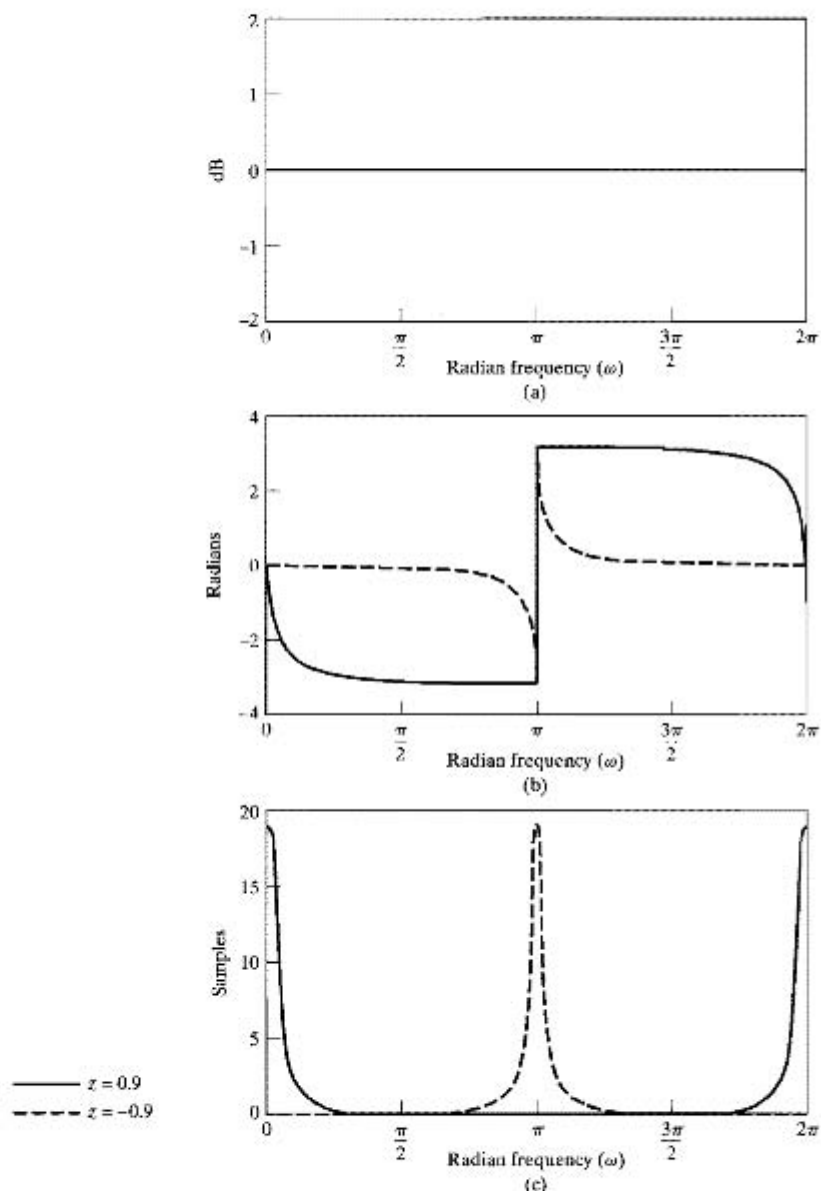 2
1
0
-1
-2
dB
0
π/2
π
3π/2
2π
Radian frequency (ω)
(a)
4
2
0
-2
-4
Radians
0
π/2
π
3π/2
2π
Radian frequency (ω)
(b)
20
15
10
5
0
Samples
z = 0.9
z = -0.9
0
π/2
π
3π/2
2π
Radian frequency (ω)
(c)